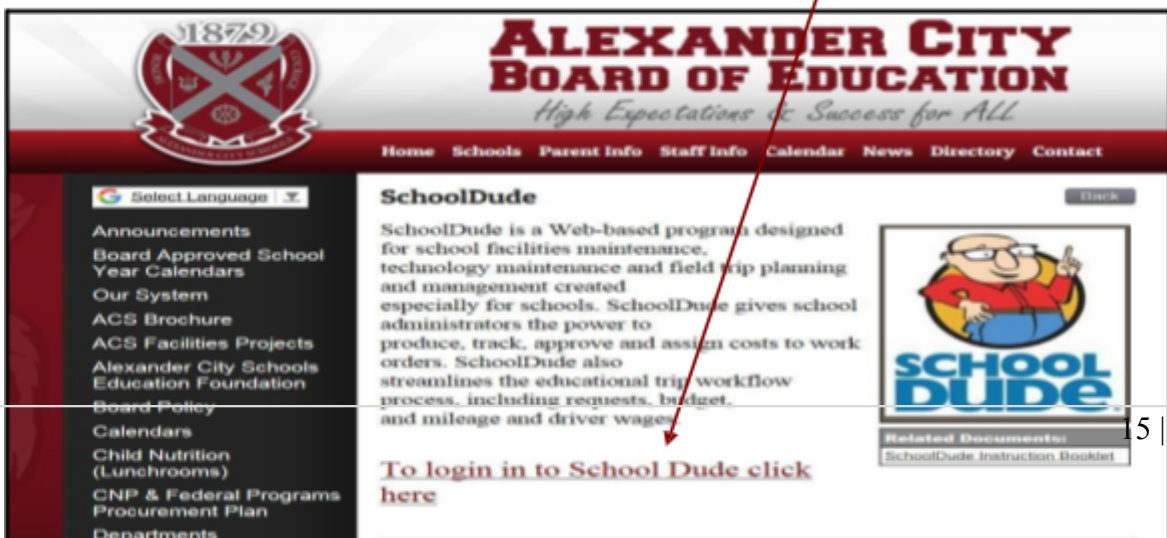 1879
ALEXANDER CITY SCHOOLS
ALEXANDER CITY
BOARD OF EDUCATION
High Expectations & Success for ALL
Home Schools Parent Info Staff Info Calendar News Directory Contact
Select Language
Announcements
Board Approved School
Year Calendars
Our System
ACS Brochure
ACS Facilities Projects
Alexander City Schools
Education Foundation
Board Policy
Calendars
Child Nutrition
(Lunchrooms)
CNP & Federal Programs
Procurement Plan
Departments
SchoolDude
Back
SchoolDude is a Web-based program designed
for school facilities maintenance,
technology maintenance and field trip planning
and management created
especially for schools. SchoolDude gives school
administrators the power to
produce, track, approve and assign costs to work
orders. SchoolDude also
streamlines the educational trip workflow
process, including requests, budget,
and mileage and driver wages
To login in to School Dude click
here
SCHOOL
DUDE
Related Documents:
SchoolDude Instruction Booklet
15 |